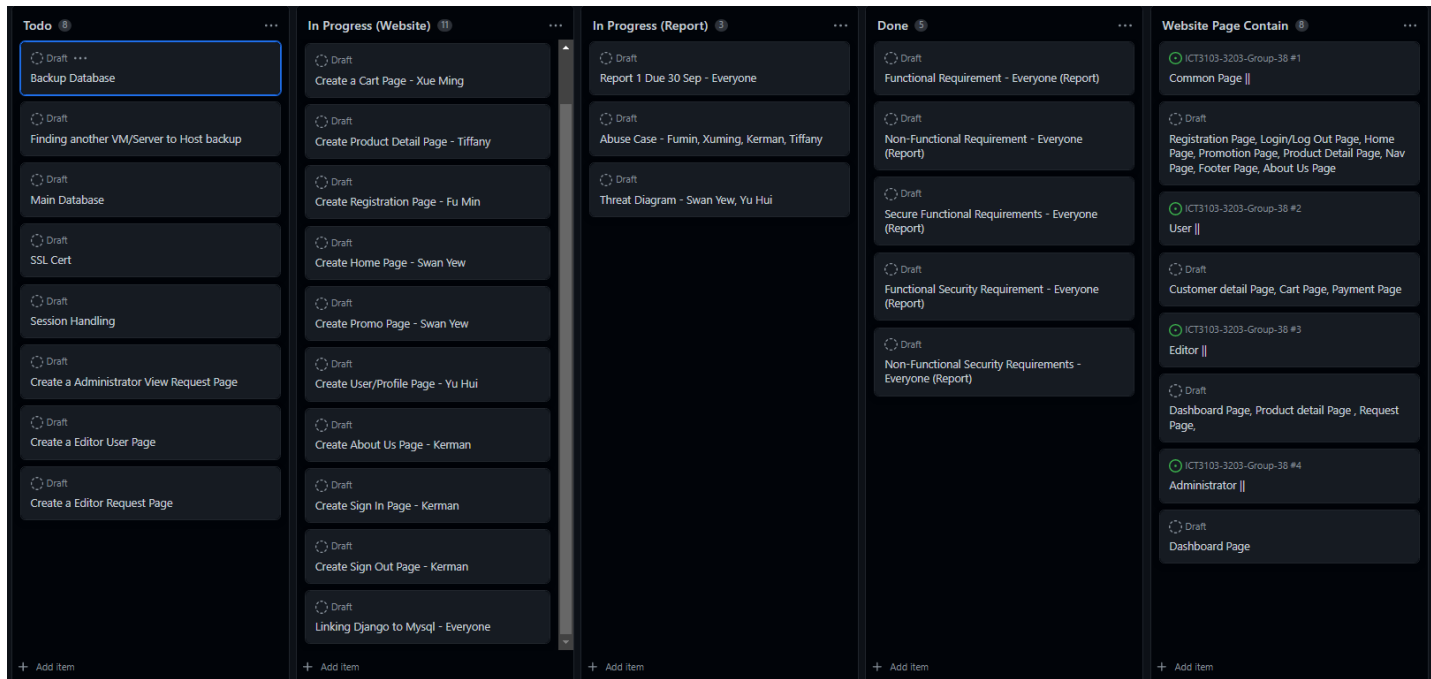 Todo 8
Draft
Backup Database
Draft
Finding another VM/Server to Host backup
Draft
Main Database
Draft
SSL Cert
Draft
Session Handling
Draft
Create a Administrator View Request Page
Draft
Create a Editor User Page
Draft
Create a Editor Request Page
+ Add item
In Progress (Website) 11
Draft
Create a Cart Page - Xue Ming
Draft
Create Product Detail Page - Tiffany
Draft
Create Registration Page - Fu Min
Draft
Create Home Page - Swan Yew
Draft
Create Promo Page - Swan Yew
Draft
Create User/Profile Page - Yu Hui
Draft
Create About Us Page - Kerman
Draft
Create Sign In Page - Kerman
Draft
Create Sign Out Page - Kerman
Draft
Linking Django to Mysql - Everyone
+ Add item
In Progress (Report) 3
Draft
Report 1 Due 30 Sep - Everyone
Draft
Abuse Case - Fumin, Xuming, Kerman, Tiffany
Draft
Threat Diagram - Swan Yew, Yu Hui
+ Add item
Done 5
Draft
Functional Requirement - Everyone (Report)
Draft
Non-Functional Requirement - Everyone
(Report)
Draft
Secure Functional Requirements - Everyone
(Report)
Draft
Functional Security Requirement - Everyone
(Report)
Draft
Non-Functional Security Requirements -
Everyone (Report)
+ Add item
Website Page Contain 8
ICT3103-3203-Group-38 #1
Common Page ||
Draft
Registration Page, Login/Log Out Page, Home
Page, Promotion Page, Product Detail Page, Nav
Page, Footer Page, About Us Page
ICT3103-3203-Group-38 #2
User ||
Draft
Customer detail Page, Cart Page, Payment Page
ICT3103-3203-Group-38 #3
Editor ||
Draft
Dashboard Page, Product detail Page , Request
Page,
ICT3103-3203-Group-38 #4
Administrator ||
Draft
Dashboard Page
+ Add item